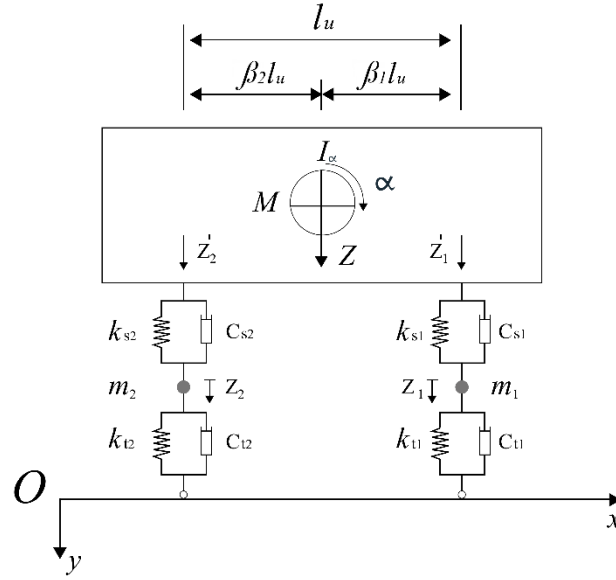 lᵤ
β₂lᵤ β₁lᵤ
Iα
M α
Z'₂ Z Z'₁
kₛ₂ Cₛ₂ kₛ₁ Cₛ₁
m₂ Z₂ Z₁ m₁
kₜ₂ Cₜ₂ kₜ₁ Cₜ₁
O
x
y